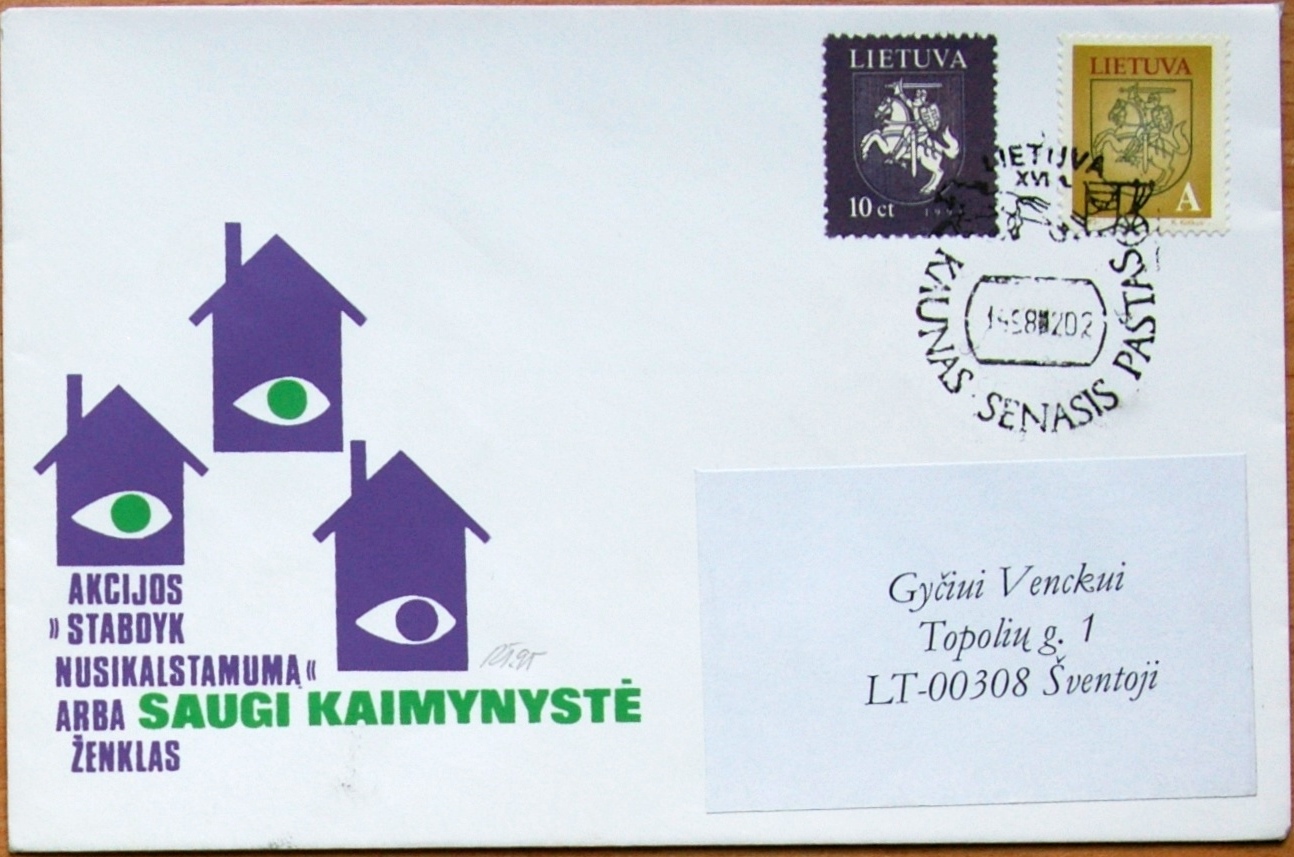 LIETUVA
10 ct
LIETUVA
A
LIETUVA
XVI
KAUNAS · SENASIS PAŠTAS
AKCIJOS
» STABDYK
NUSIKALSTAMUMĄ «
ARBA SAUGI KAIMYNYSTĖ
ŽENKLAS
Gyčiui Venckui
Topolių g. 1
LT-00308 Šventoji